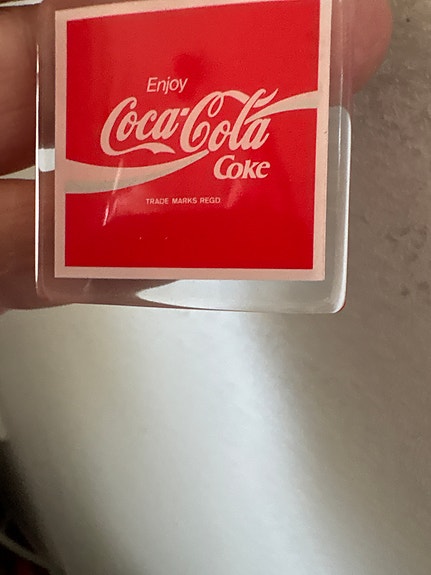 Enjoy
Coca-Cola
Coke
TRADE MARKS REGD.